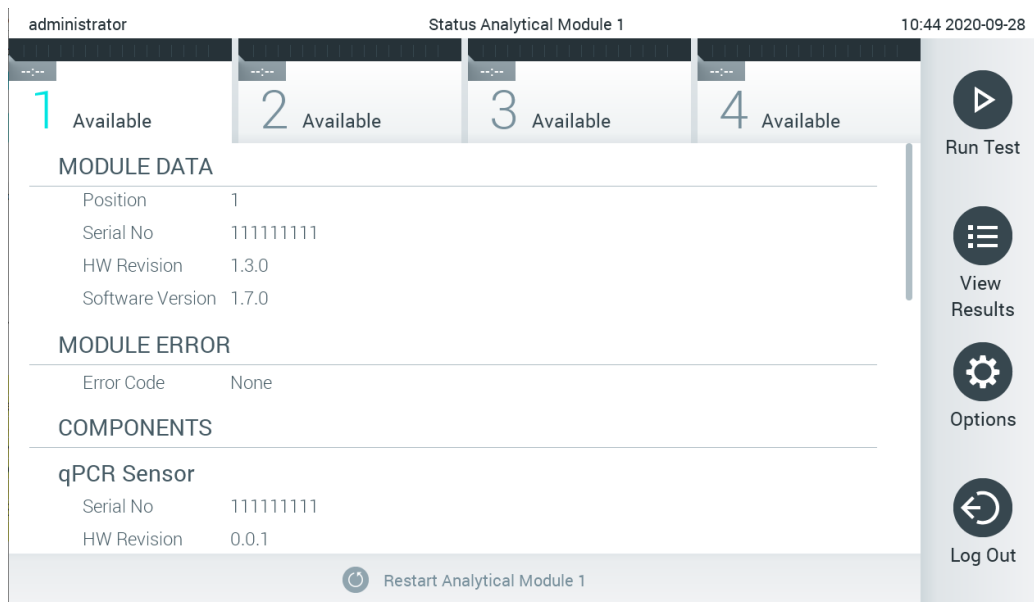 administrator Status Analytical Module 1 10:44 2020-09-28
--:-- --:-- --:-- --:--
1 Available 2 Available 3 Available 4 Available
Run Test
MODULE DATA
Position 1
Serial No 111111111
HW Revision 1.3.0
Software Version 1.7.0
View
Results
MODULE ERROR
Error Code None
Options
COMPONENTS
qPCR Sensor
Serial No 111111111
HW Revision 0.0.1
Log Out
Restart Analytical Module 1